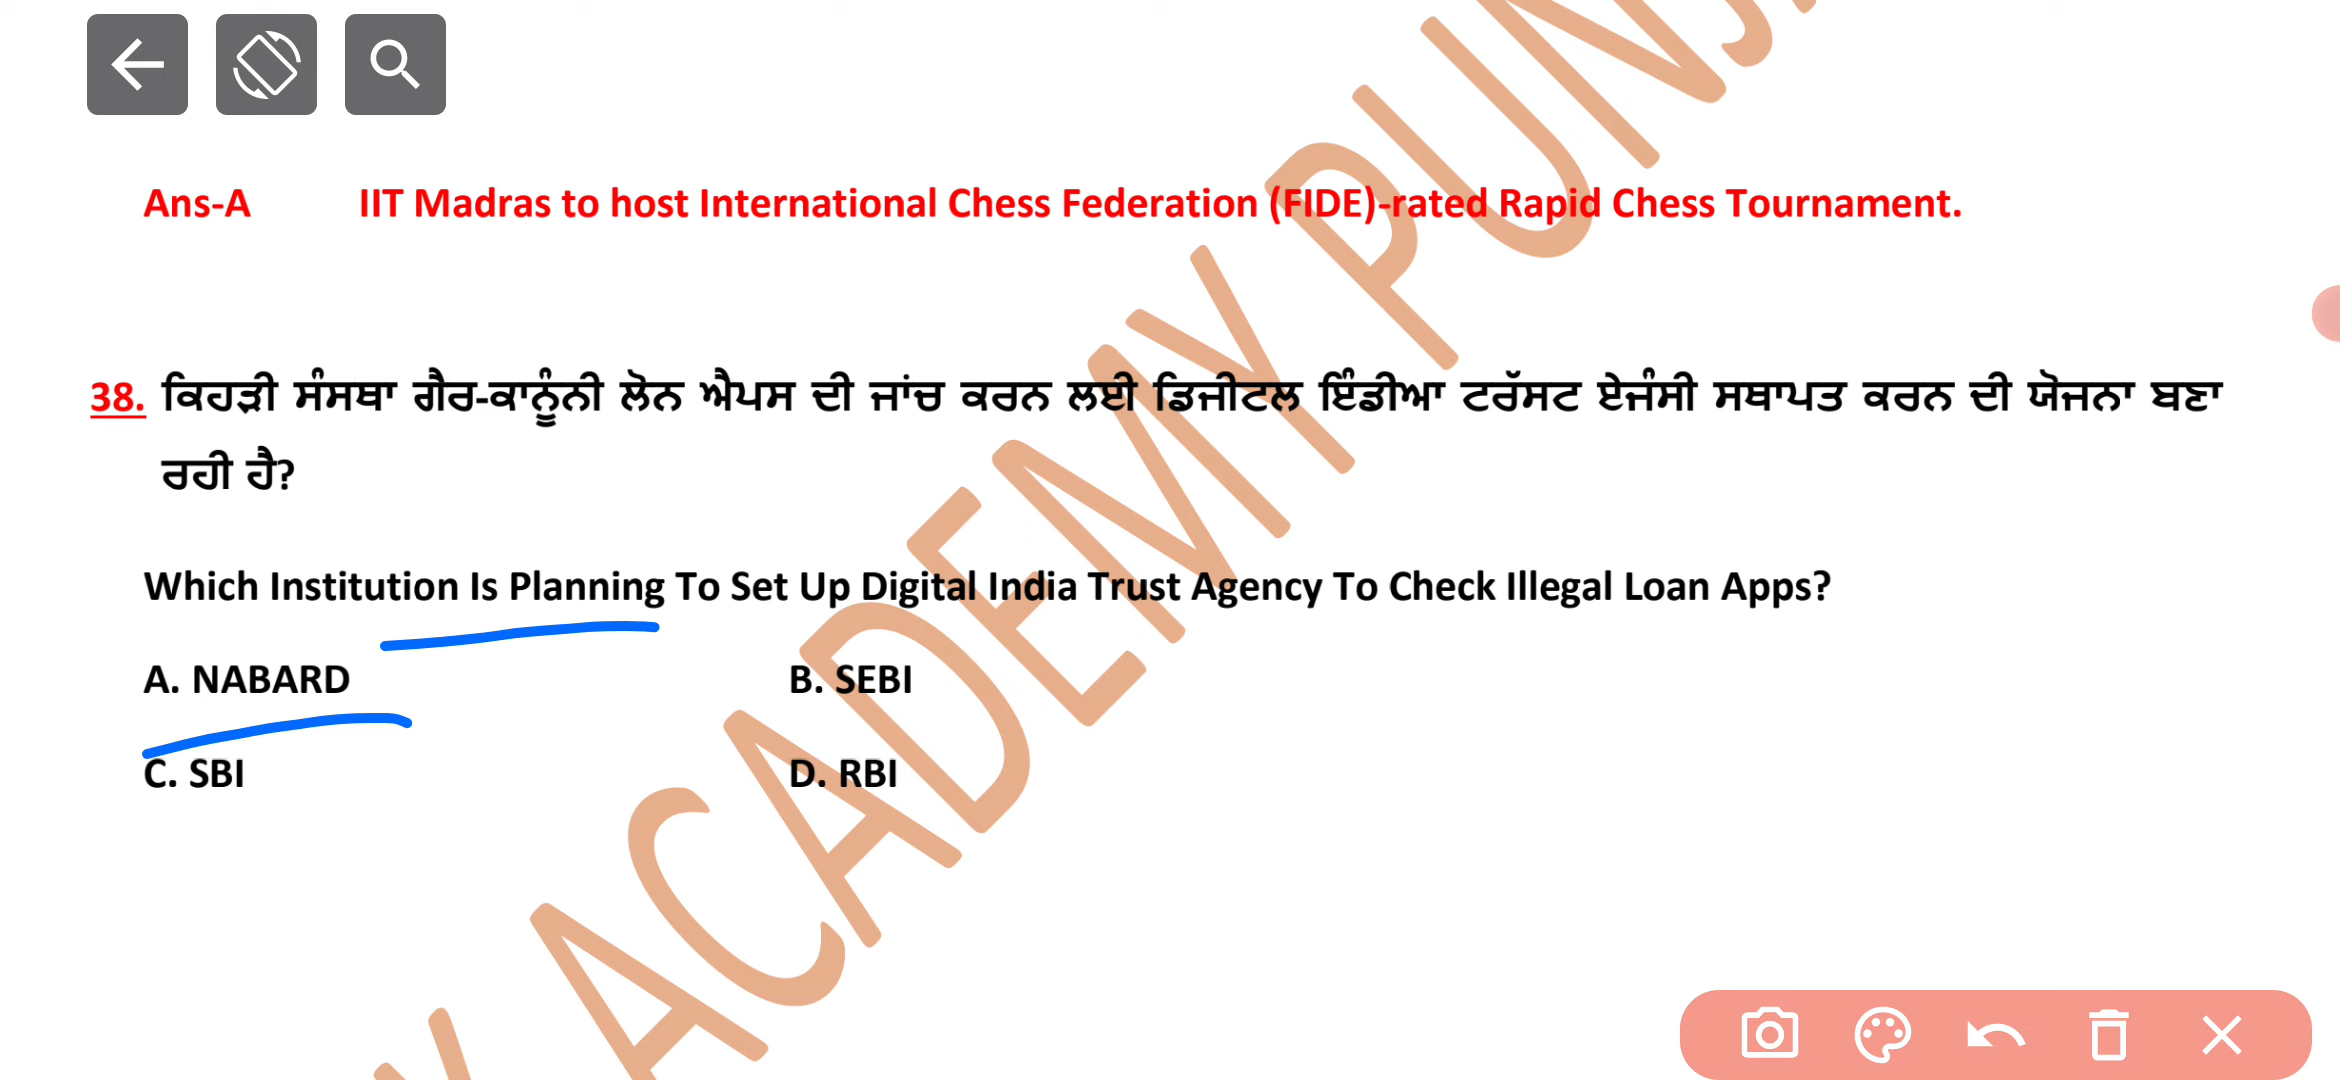 Ans-A IIT Madras to host International Chess Federation (FIDE)-rated Rapid Chess Tournament.
38. ਕਿਹੜੀ ਸੰਸਥਾ ਗੈਰ-ਕਾਨੂੰਨੀ ਲੋਨ ਐਪਸ ਦੀ ਜਾਂਚ ਕਰਨ ਲਈ ਡਿਜੀਟਲ ਇੰਡੀਆ ਟਰੱਸਟ ਏਜੰਸੀ ਸਥਾਪਤ ਕਰਨ ਦੀ ਯੋਜਨਾ ਬਣਾ
ਰਹੀ ਹੈ?
Which Institution Is Planning To Set Up Digital India Trust Agency To Check Illegal Loan Apps?
A. NABARD B. SEBI
C. SBI D. RBI
ACADEMY